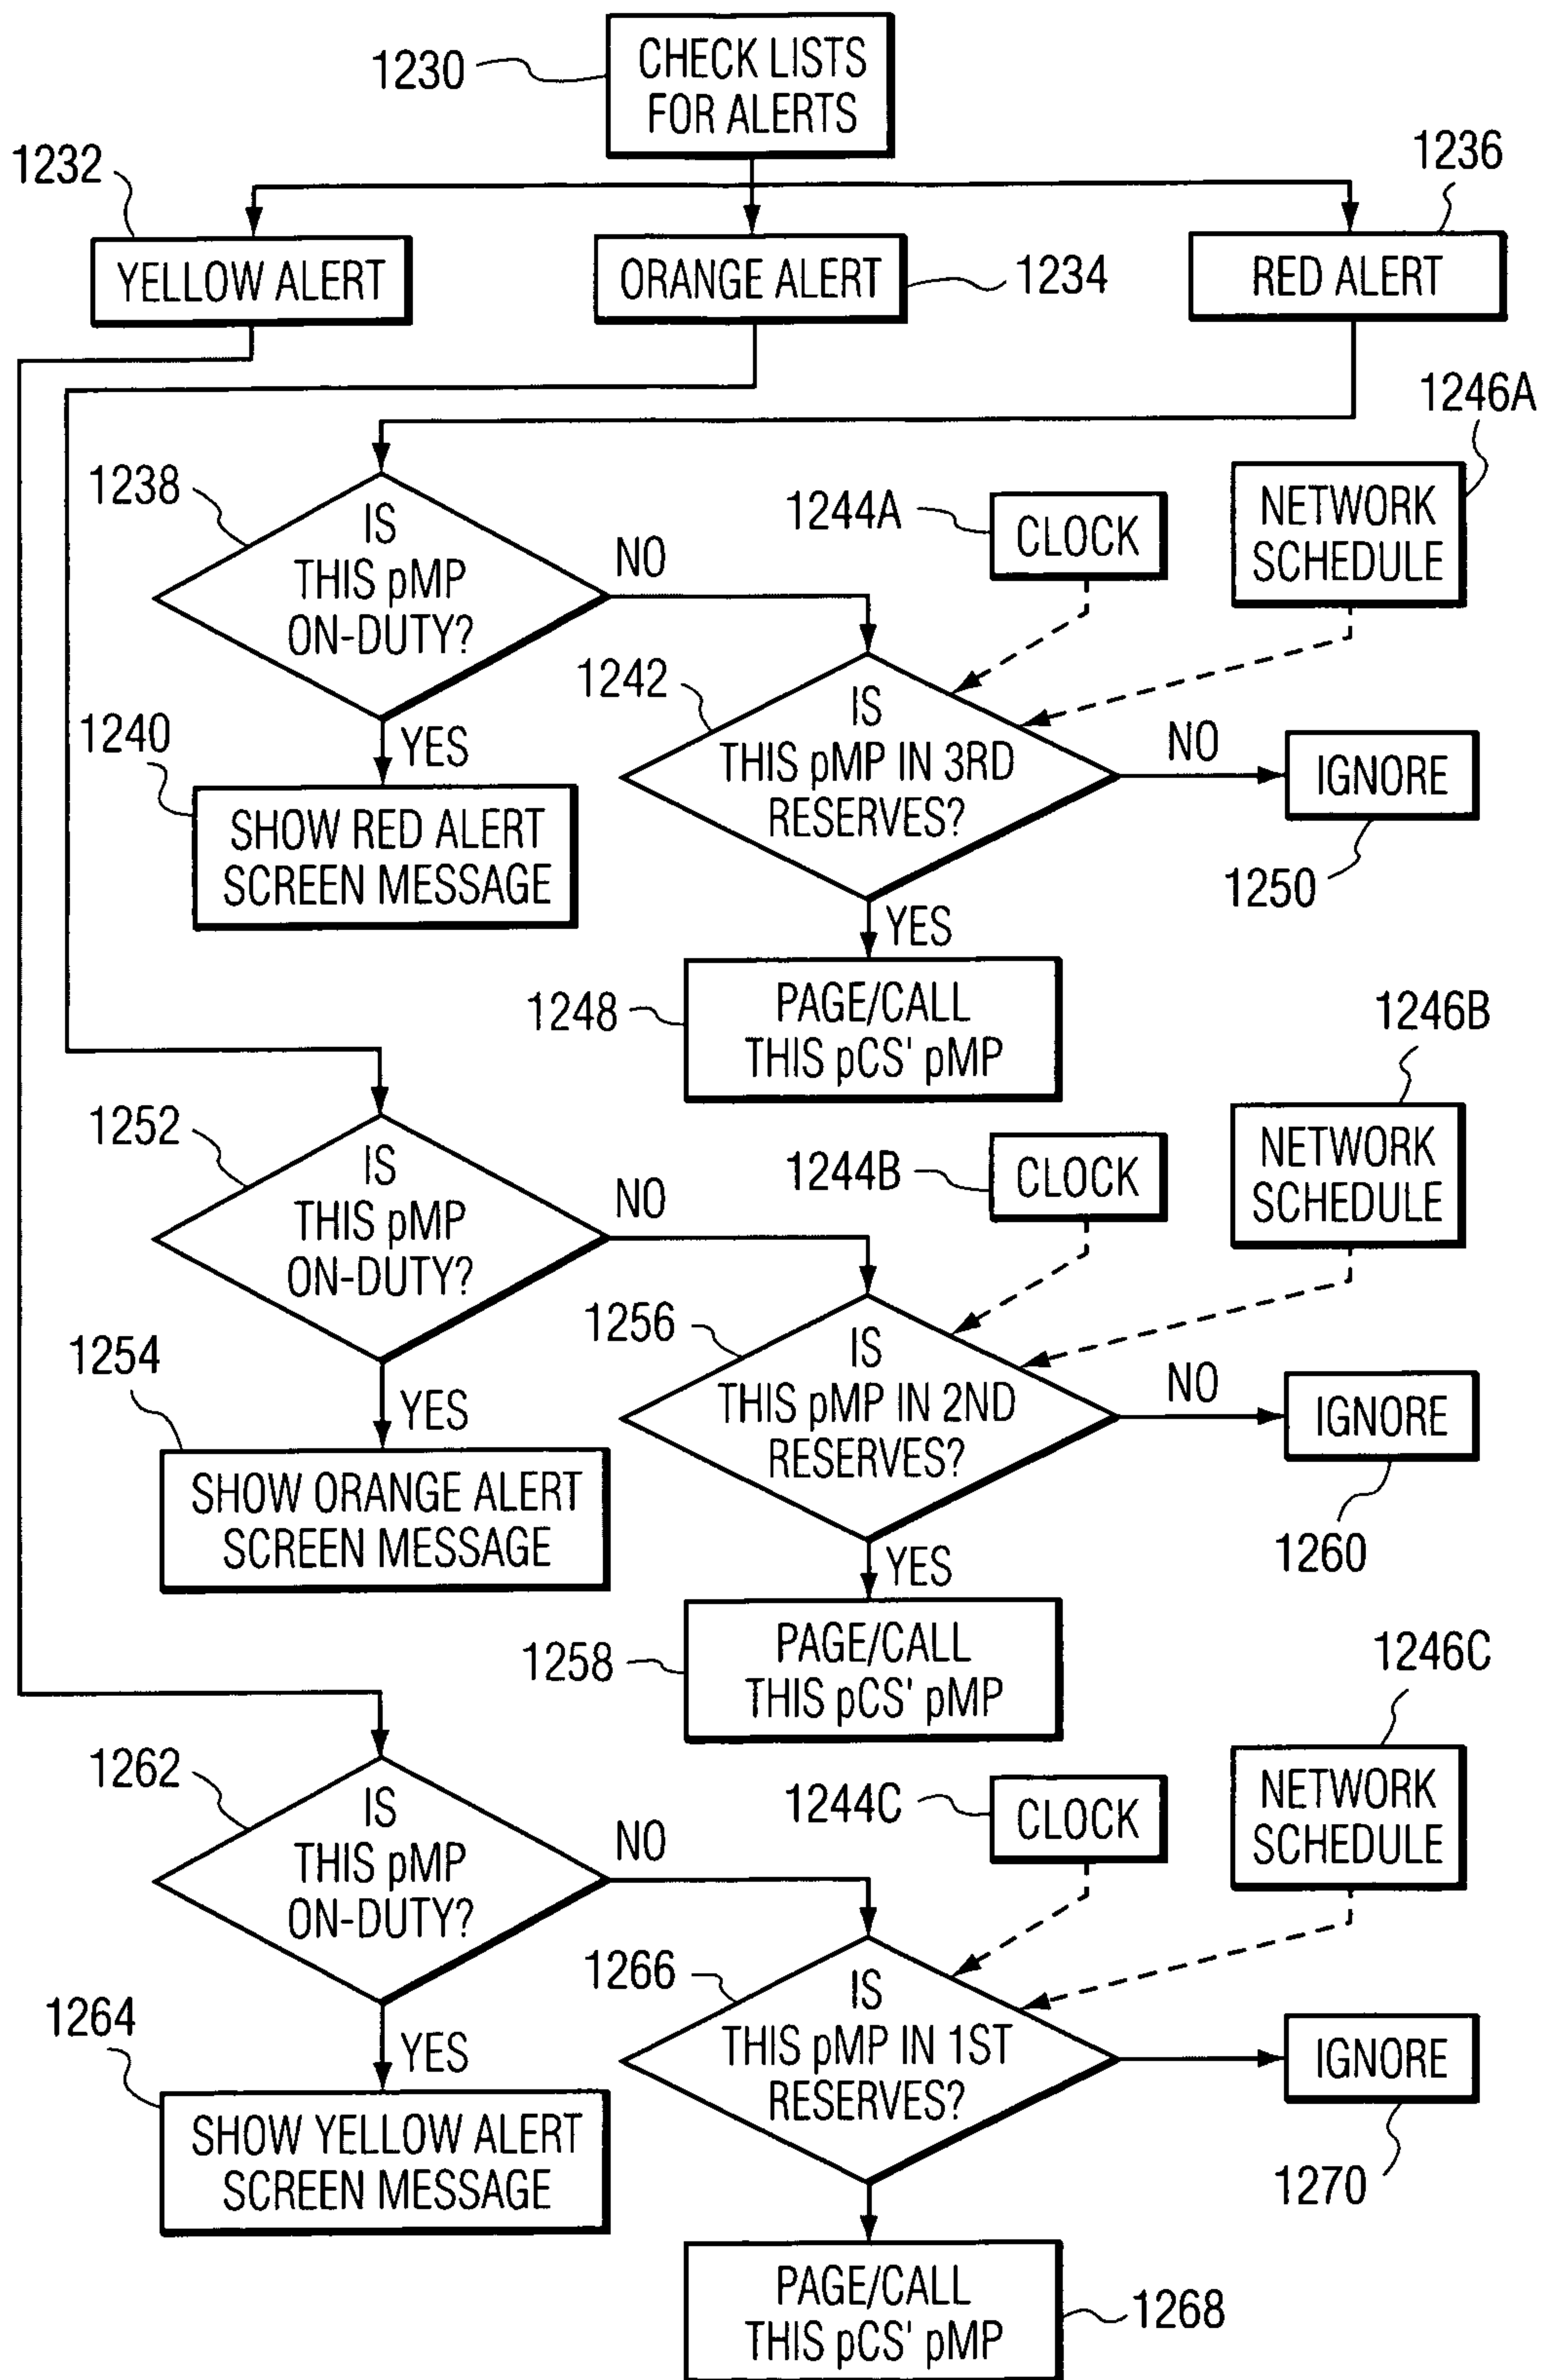 1230
CHECK LISTS
FOR ALERTS
1232
1236
YELLOW ALERT
ORANGE ALERT
1234
RED ALERT
1246A
1238
IS
THIS pMP
ON-DUTY?
NO
1244A
CLOCK
NETWORK
SCHEDULE
1242
IS
THIS pMP IN 3RD
RESERVES?
NO
IGNORE
1250
1240
YES
SHOW RED ALERT
SCREEN MESSAGE
YES
1248
PAGE/CALL
THIS pCS' pMP
1246B
1252
IS
THIS pMP
ON-DUTY?
NO
1244B
CLOCK
NETWORK
SCHEDULE
1256
IS
THIS pMP IN 2ND
RESERVES?
NO
IGNORE
1260
1254
YES
SHOW ORANGE ALERT
SCREEN MESSAGE
YES
1258
PAGE/CALL
THIS pCS' pMP
1246C
1262
IS
THIS pMP
ON-DUTY?
NO
1244C
CLOCK
NETWORK
SCHEDULE
1266
IS
THIS pMP IN 1ST
RESERVES?
IGNORE
1270
1264
YES
SHOW YELLOW ALERT
SCREEN MESSAGE
PAGE/CALL
THIS pCS' pMP
1268